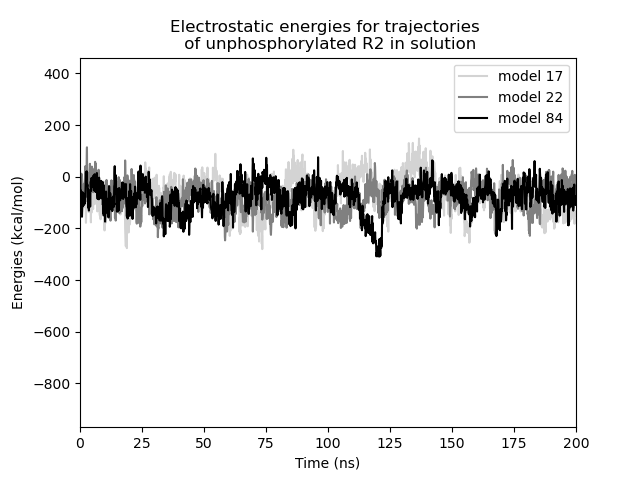 Electrostatic energies for trajectories
of unphosphorylated R2 in solution
model 17
model 22
model 84
Energies (kcal/mol)
400
200
0
−200
−400
−600
−800
0 25 50 75 100 125 150 175 200
Time (ns)